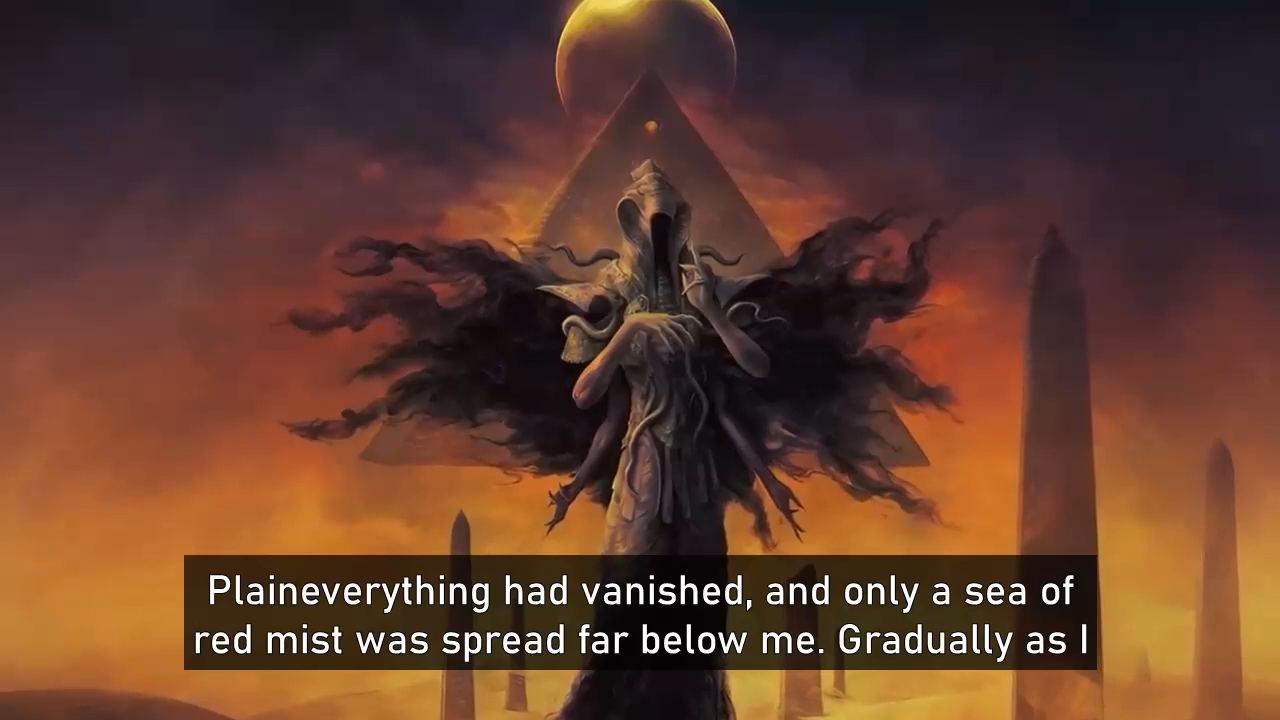 Plaineverything had vanished, and only a sea of
red mist was spread far below me. Gradually as I